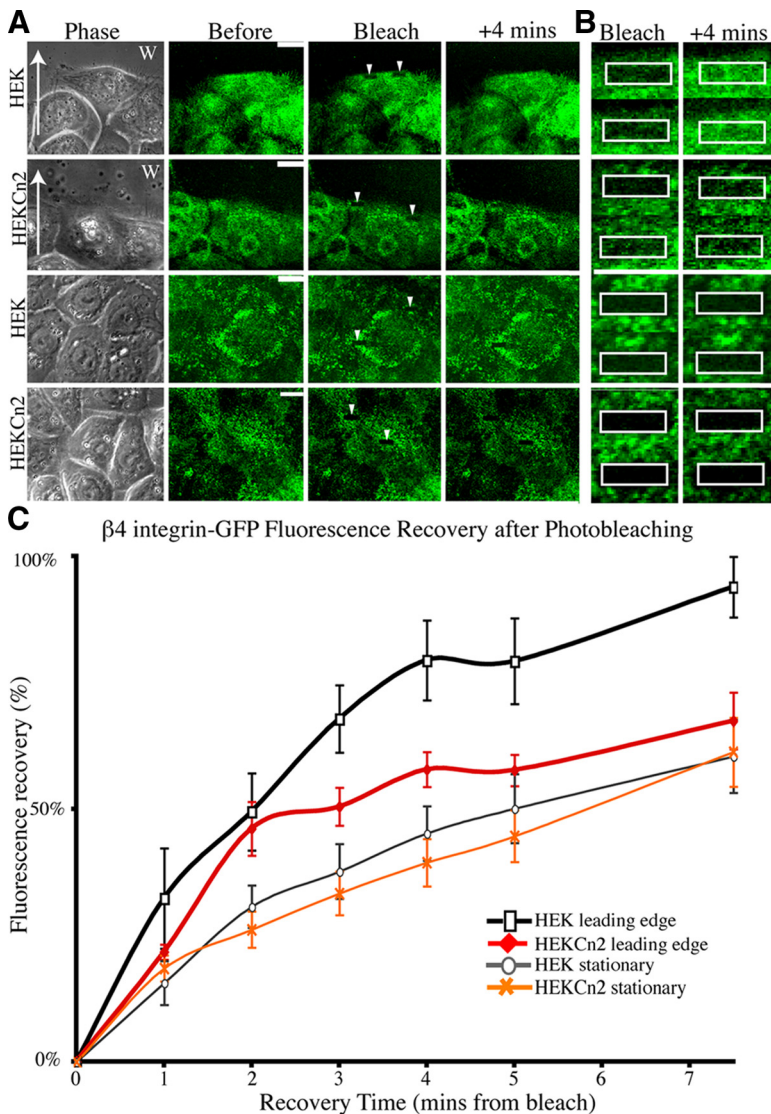 A
Phase Before Bleach +4 mins
B
Bleach +4 mins
HEK
W
HEKCn2
W
HEK
HEKCn2
C
β4 integrin-GFP Fluorescence Recovery after Photobleaching
100%
50%
0%
Fluorescence recovery (%)
HEK leading edge
HEKCn2 leading edge
HEK stationary
HEKCn2 stationary
0 1 2 3 4 5 6 7
Recovery Time (mins from bleach)